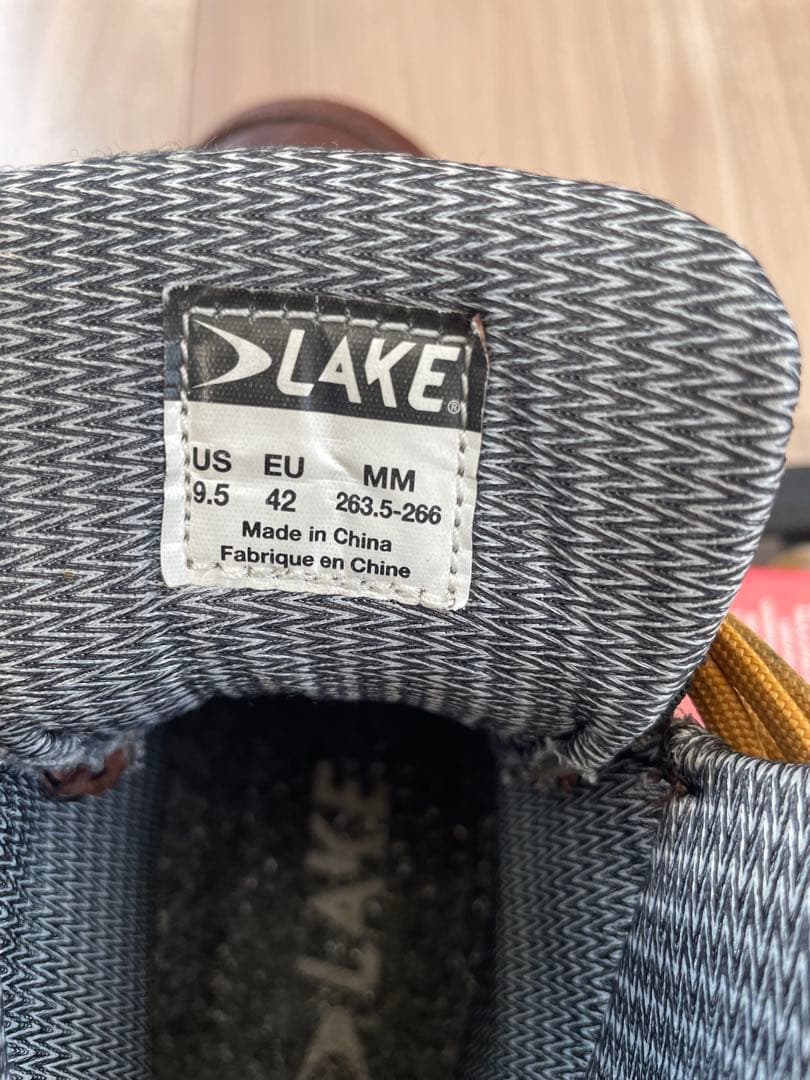 LAKE®
US EU MM
9.5 42 263.5-266
Made in China
Fabrique en Chine
LAKE